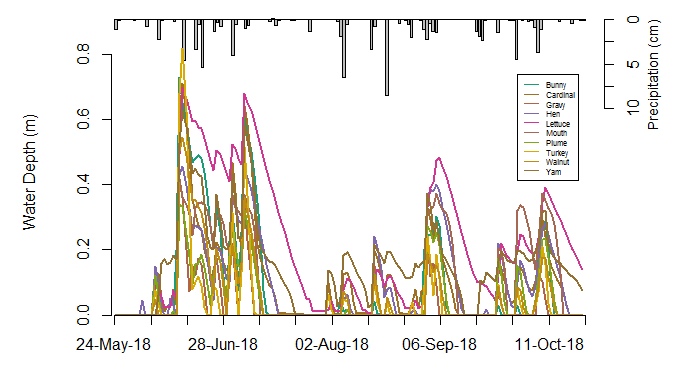 0
5
10
Precipitation (cm)
0.8
0.6
0.4
0.2
0.0
Water Depth (m)
Bunny
Cardinal
Gravy
Hen
Lettuce
Mouth
Plume
Turkey
Walnut
Yam
24-May-18 28-Jun-18 02-Aug-18 06-Sep-18 11-Oct-18